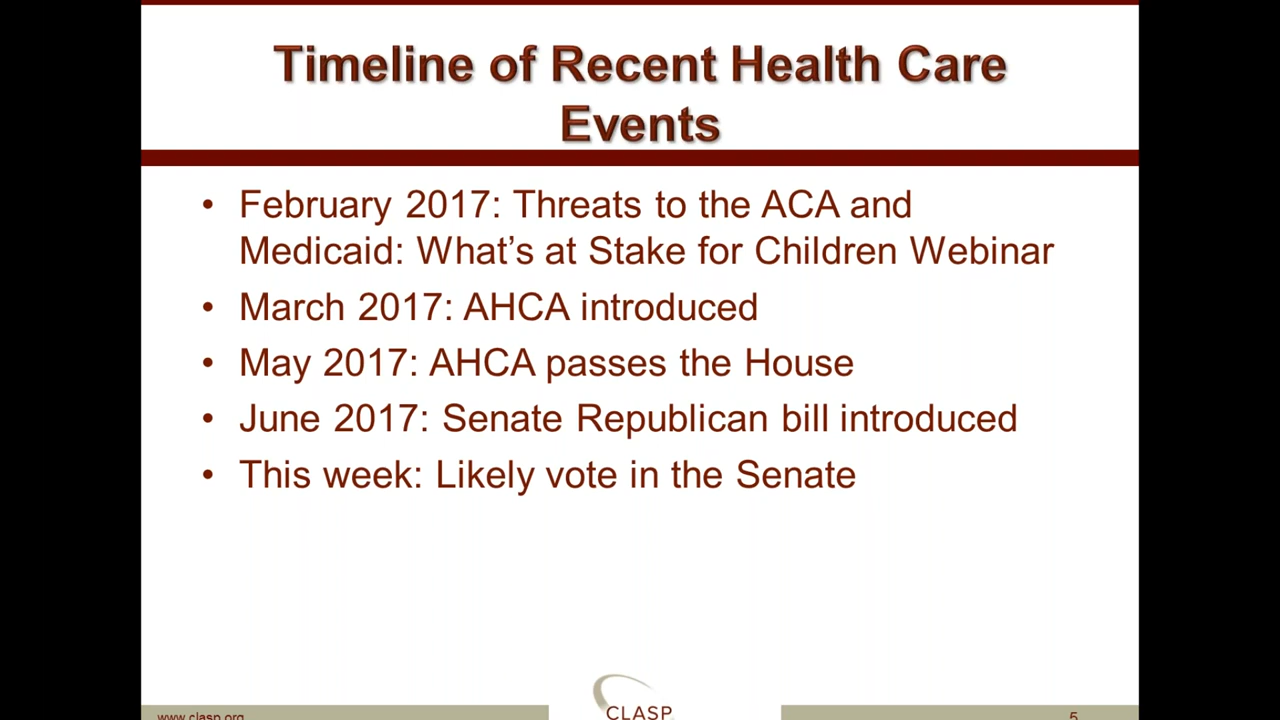 Timeline of Recent Health Care
Events
• February 2017: Threats to the ACA and
Medicaid: What’s at Stake for Children Webinar
• March 2017: AHCA introduced
• May 2017: AHCA passes the House
• June 2017: Senate Republican bill introduced
• This week: Likely vote in the Senate
www.clasp.org
CLASP
5